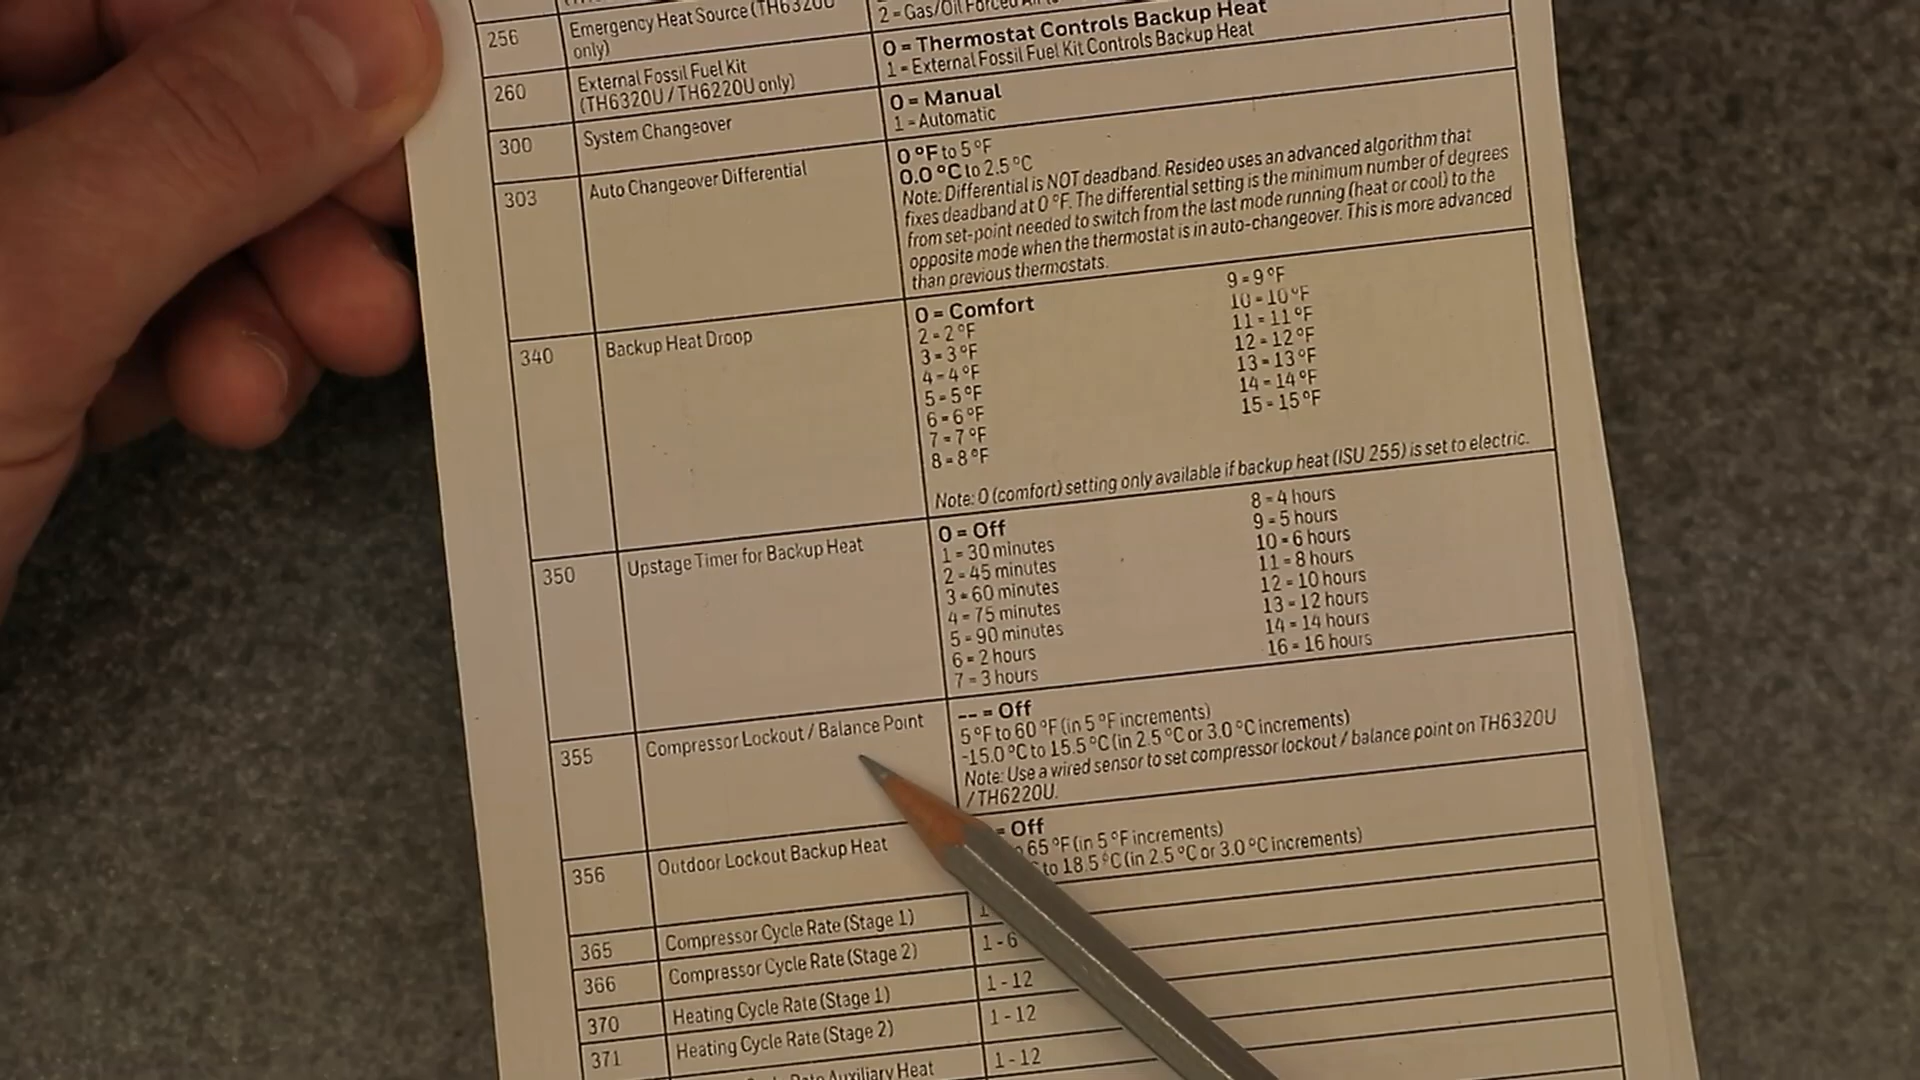 256 Emergency Heat Source (TH6320U only)
2 = Gas/Oil Forced
260 External Fossil Fuel Kit (TH6320U / TH6220U only)
0 = Thermostat Controls Backup Heat
1 = External Fossil Fuel Kit Controls Backup Heat
300 System Changeover
0 = Manual
1 = Automatic
303 Auto Changeover Differential
0 °F to 5 °F
0.0 °C to 2.5 °C
Note: Differential is NOT deadband. Resideo uses an advanced algorithm that
fixes deadband at 0 °F. The differential setting is the minimum number of degrees
from set-point needed to switch from the last mode running (heat or cool) to the
opposite mode when the thermostat is in auto-changeover. This is more advanced
than previous thermostats.
340 Backup Heat Droop
0 = Comfort
2 = 2 °F
3 = 3 °F
4 = 4 °F
5 = 5 °F
6 = 6 °F
7 = 7 °F
8 = 8 °F
9 = 9 °F
10 = 10 °F
11 = 11 °F
12 = 12 °F
13 = 13 °F
14 = 14 °F
15 = 15 °F
Note: 0 (comfort) setting only available if backup heat (ISU 255) is set to electric.
350 Upstage Timer for Backup Heat
0 = Off
1 = 30 minutes
2 = 45 minutes
3 = 60 minutes
4 = 75 minutes
5 = 90 minutes
6 = 2 hours
7 = 3 hours
8 = 4 hours
9 = 5 hours
10 = 6 hours
11 = 8 hours
12 = 10 hours
13 = 12 hours
14 = 14 hours
16 = 16 hours
355 Compressor Lockout / Balance Point
-- = Off
5 °F to 60 °F (in 5 °F increments)
-15.0 °C to 15.5 °C (in 2.5 °C or 3.0 °C increments)
Note: Use a wired sensor to set compressor lockout / balance point on TH6320U
/ TH6220U.
356 Outdoor Lockout Backup Heat
= Off
65 °F (in 5 °F increments)
to 18.5 °C (in 2.5 °C or 3.0 °C increments)
365 Compressor Cycle Rate (Stage 1)
366 Compressor Cycle Rate (Stage 2) 1 - 6
370 Heating Cycle Rate (Stage 1) 1 - 12
371 Heating Cycle Rate (Stage 2) 1 - 12
Rate Auxiliary Heat 1 - 12